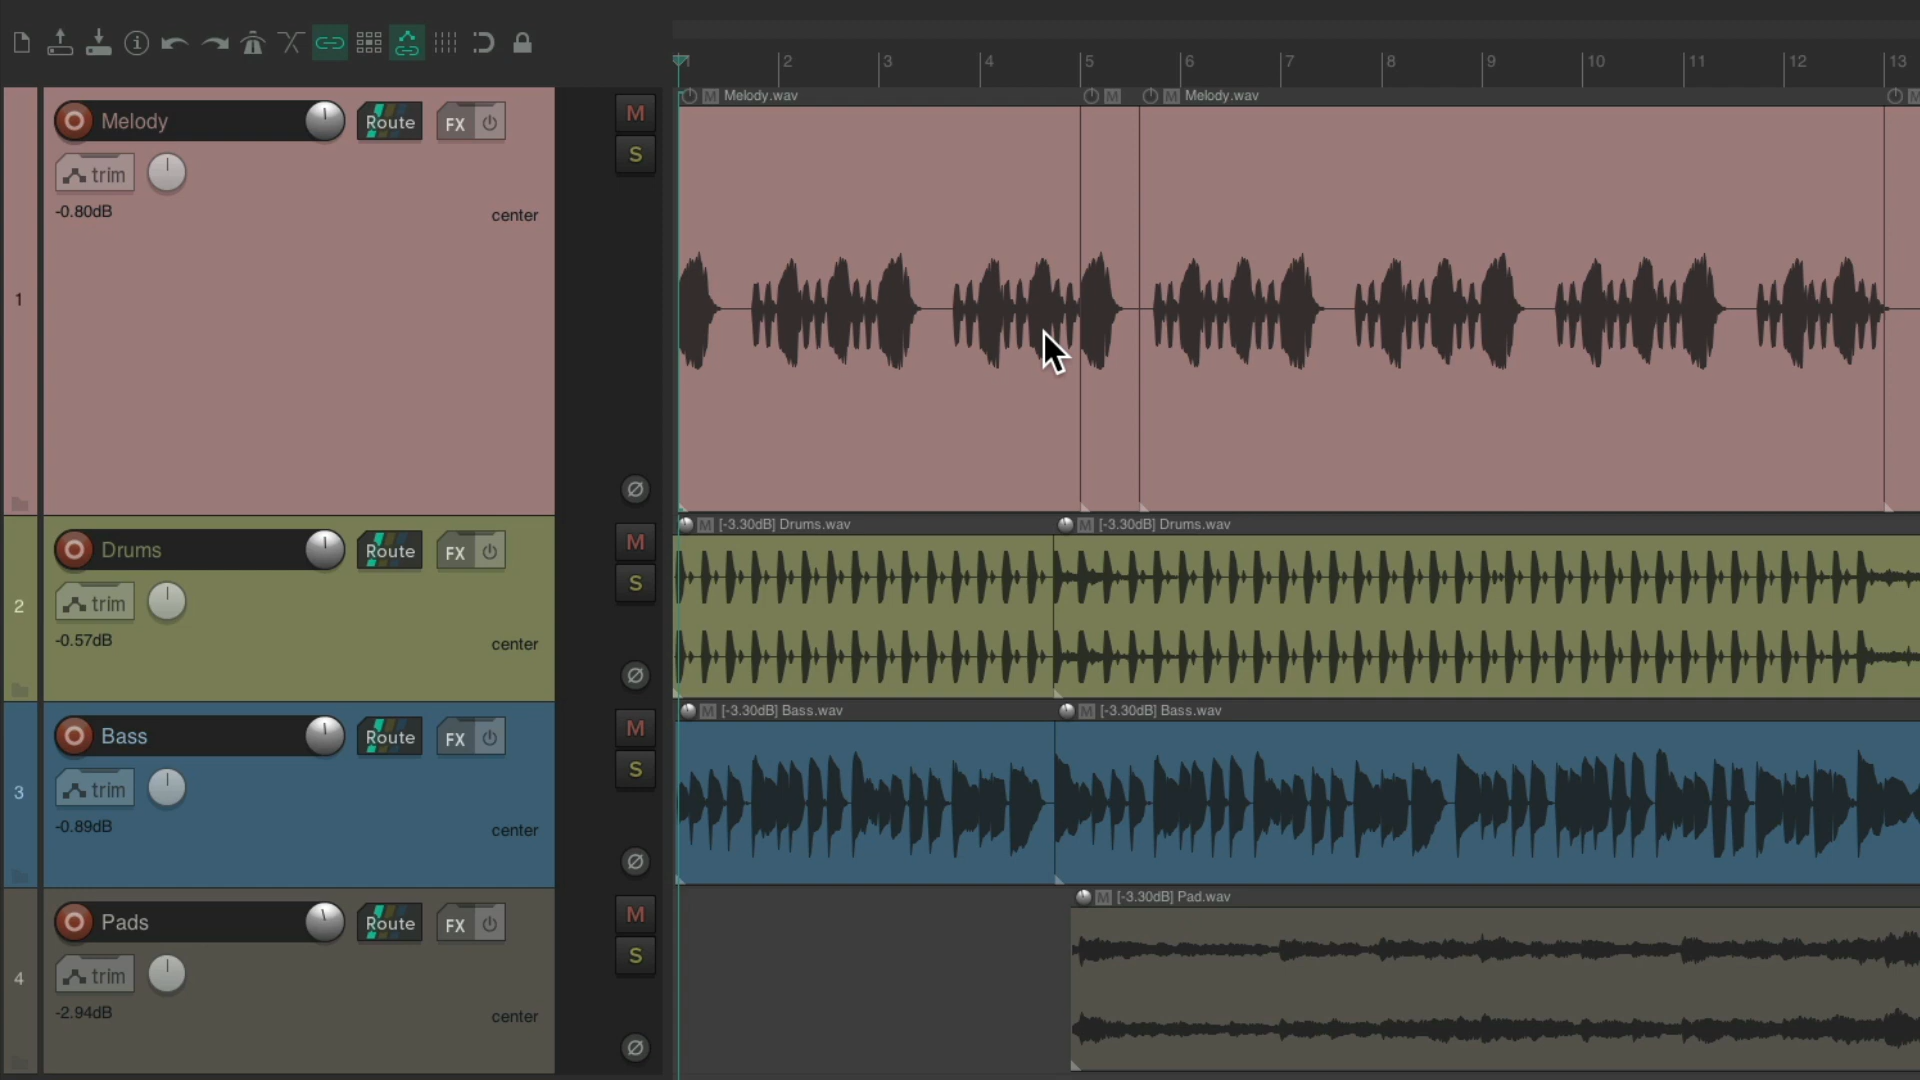 1 2 3 4 5 6 7 8 9 10 11 12 13
M Melody.wav M M Melody.wav M
Melody Route FX M
trim S
-0.80dB center
1
M [-3.30dB] Drums.wav M [-3.30dB] Drums.wav
Drums Route FX M
trim S
2
-0.57dB center
M [-3.30dB] Bass.wav M [-3.30dB] Bass.wav
Bass Route FX M
trim S
3
-0.89dB center
M [-3.30dB] Pad.wav
Pads Route FX M
trim S
4
-2.94dB center